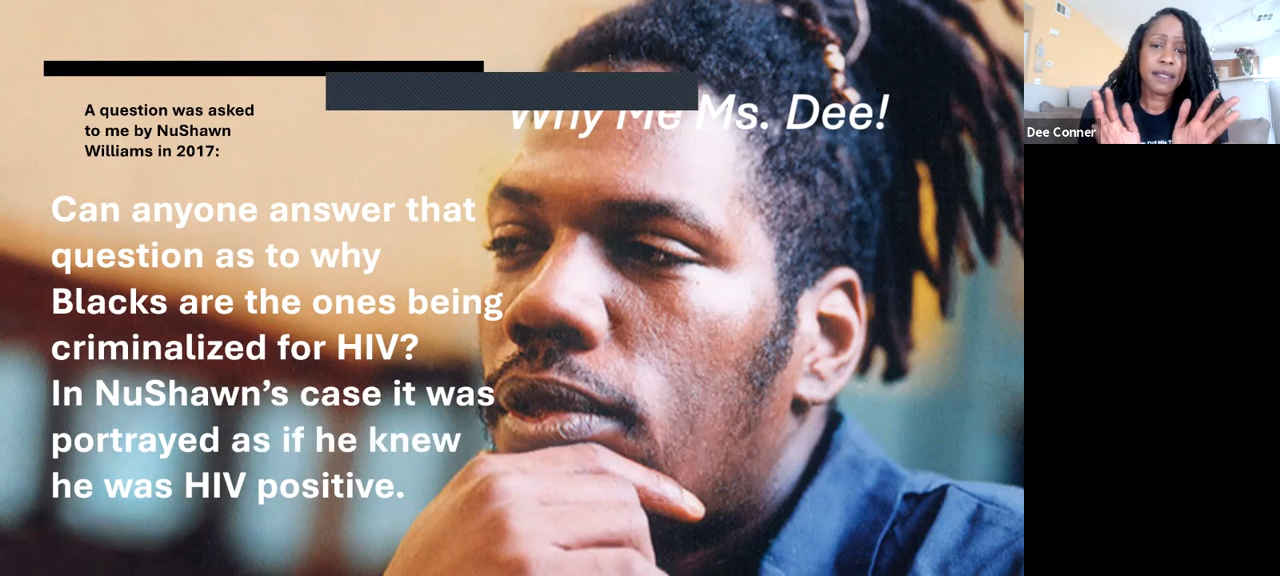 Why Me Ms. Dee!
A question was asked
to me by NuShawn
Williams in 2017:
Can anyone answer that
question as to why
Blacks are the ones being
criminalized for HIV?
In NuShawn’s case it was
portrayed as if he knew
he was HIV positive.
Dee Conner